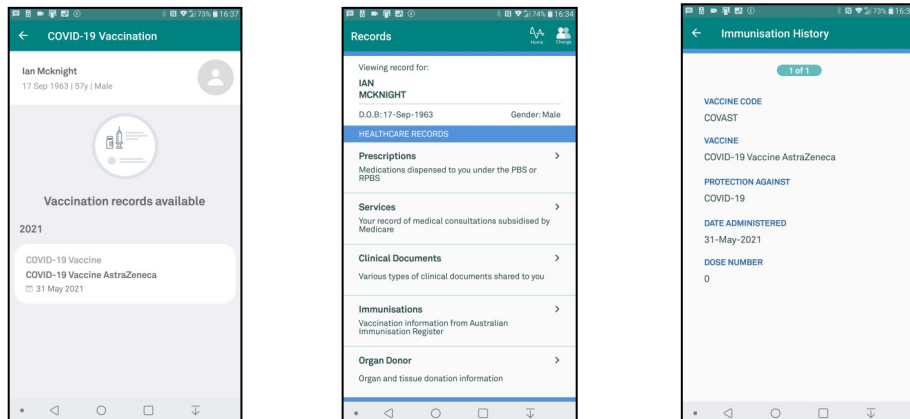 73% 16:37
COVID-19 Vaccination
Ian Mcknight
17 Sep 1963 | 57y | Male
Vaccination records available
2021
COVID-19 Vaccine
COVID-19 Vaccine AstraZeneca
31 May 2021
74% 16:34
Records
Home
Change
Viewing record for:
IAN
MCKNIGHT
D.O.B: 17-Sep-1963 Gender: Male
HEALTHCARE RECORDS
Prescriptions
Medications dispensed to you under the PBS or
RPBS
Services
Your record of medical consultations subsidised by
Medicare
Clinical Documents
Various types of clinical documents shared to you
Immunisations
Vaccination information from Australian
Immunisation Register
Organ Donor
Organ and tissue donation information
73%
Immunisation History
1 of 1
VACCINE CODE
COVAST
VACCINE
COVID-19 Vaccine AstraZeneca
PROTECTION AGAINST
COVID-19
DATE ADMINISTERED
31-May-2021
DOSE NUMBER
0